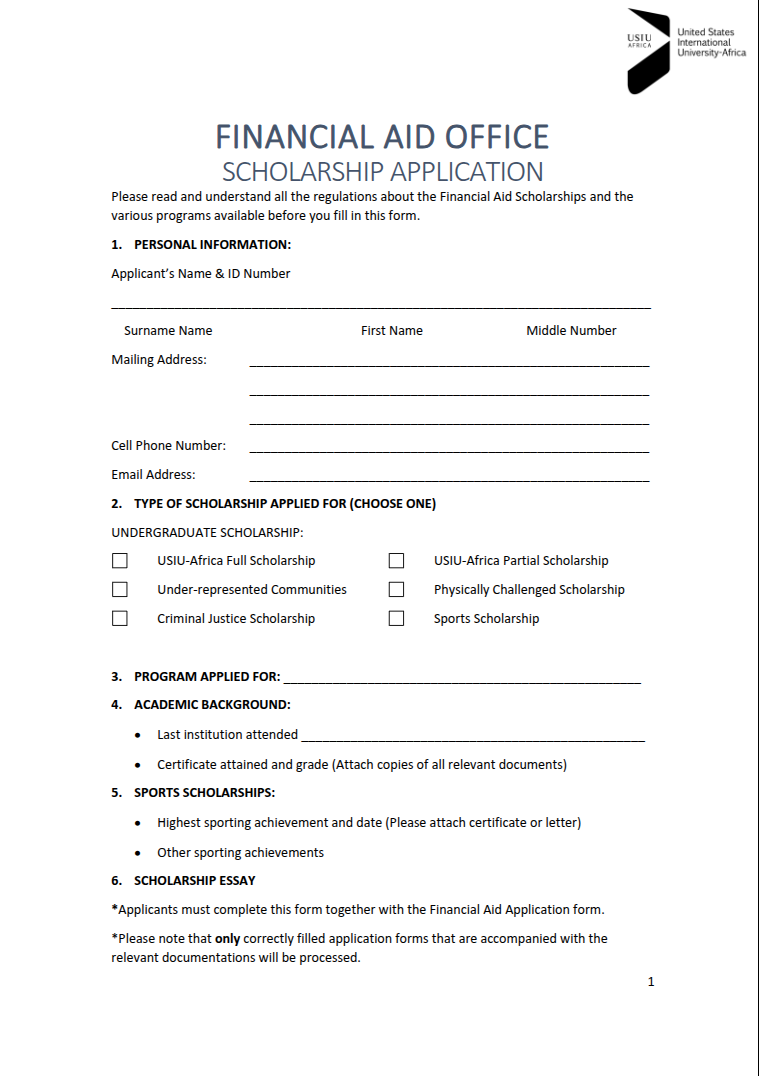 USIU
AFRICA
United States
International
University-Africa
FINANCIAL AID OFFICE
SCHOLARSHIP APPLICATION
Please read and understand all the regulations about the Financial Aid Scholarships and the
various programs available before you fill in this form.
1. PERSONAL INFORMATION:
Applicant's Name & ID Number
Surname Name First Name Middle Number
Mailing Address:
Cell Phone Number:
Email Address:
2. TYPE OF SCHOLARSHIP APPLIED FOR (CHOOSE ONE)
UNDERGRADUATE SCHOLARSHIP:
USIU-Africa Full Scholarship USIU-Africa Partial Scholarship
Under-represented Communities Physically Challenged Scholarship
Criminal Justice Scholarship Sports Scholarship
3. PROGRAM APPLIED FOR:
4. ACADEMIC BACKGROUND:
• Last institution attended
• Certificate attained and grade (Attach copies of all relevant documents)
5. SPORTS SCHOLARSHIPS:
• Highest sporting achievement and date (Please attach certificate or letter)
• Other sporting achievements
6. SCHOLARSHIP ESSAY
*Applicants must complete this form together with the Financial Aid Application form.
*Please note that only correctly filled application forms that are accompanied with the
relevant documentations will be processed.
1